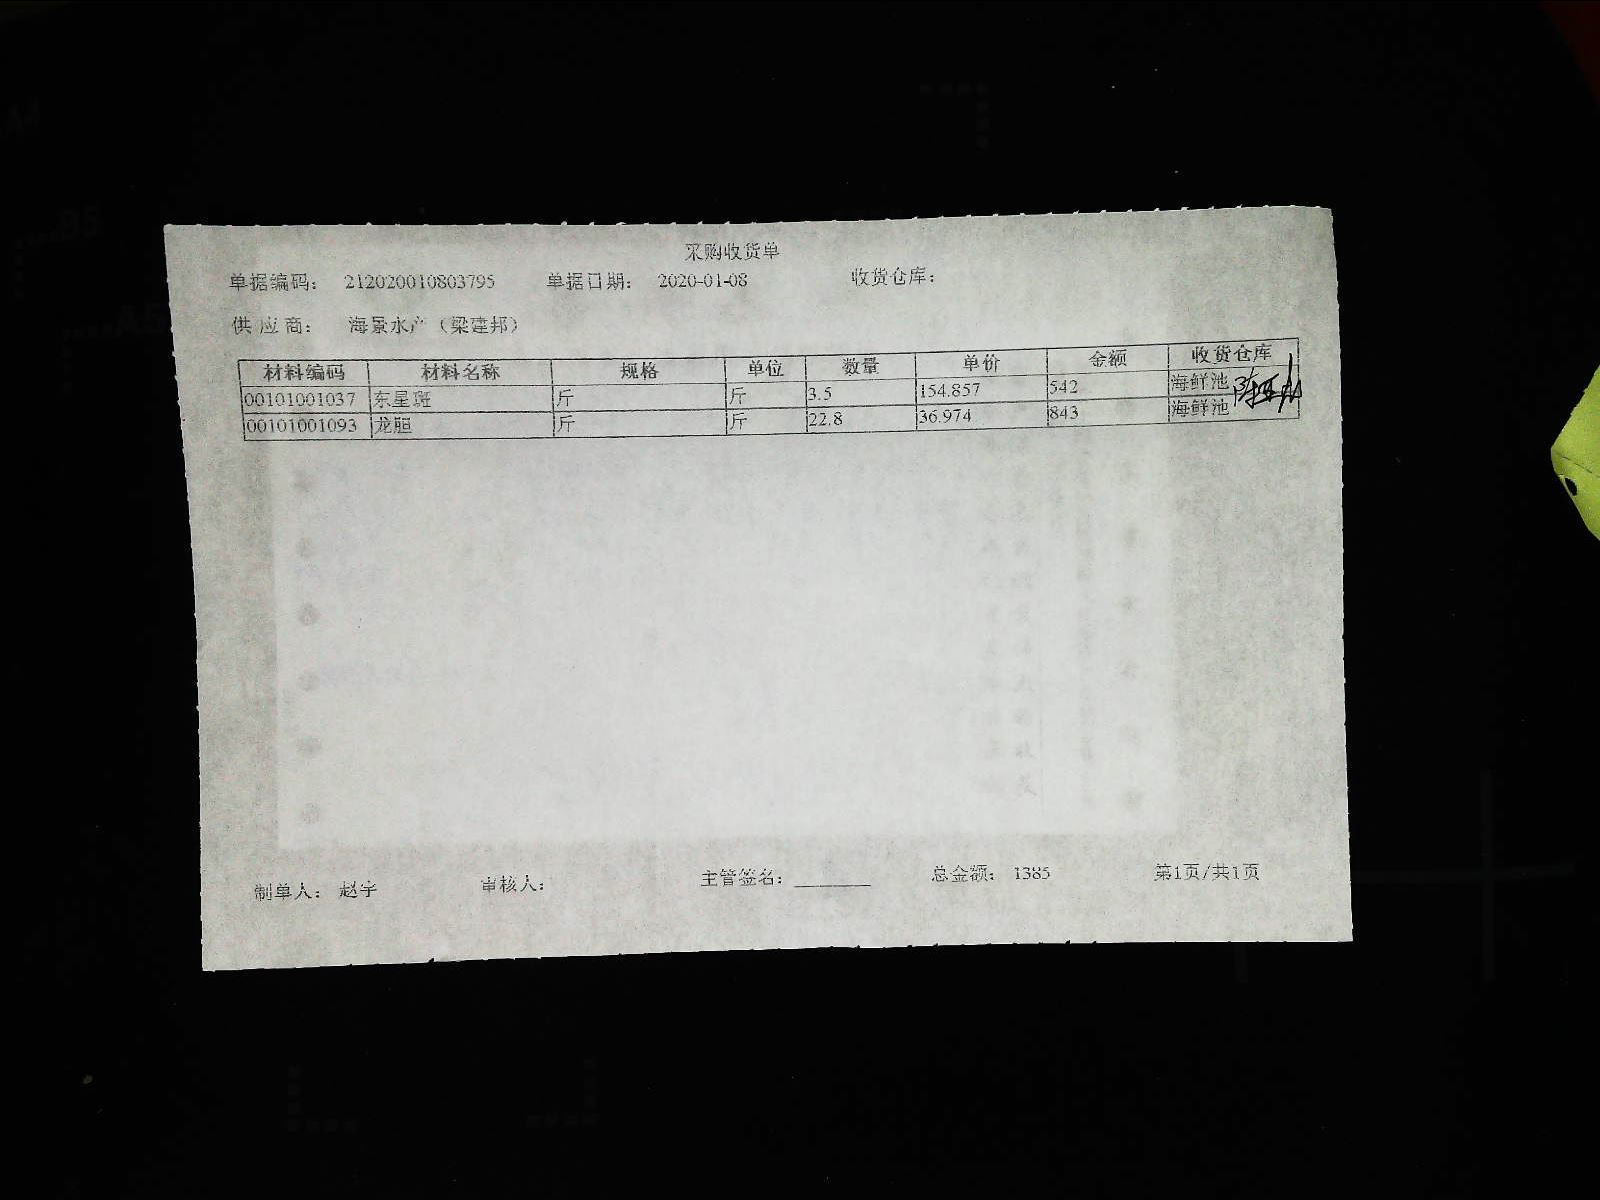 采购收货单
单据编码： 212020010803795 单据日期： 2020-01-08 收货仓库：
供 应 商： 海景水产（梁建邦）
材料编码 材料名称 规格 单位 数量 单价 金额 收货仓库
00101001037 东星斑 斤 斤 3.5 154.857 542 海鲜池
00101001093 龙胆 斤 斤 22.8 36.974 843 海鲜池
制单人： 赵宇 审核人： 主管签名：________ 总金额： 1385 第1页/共1页